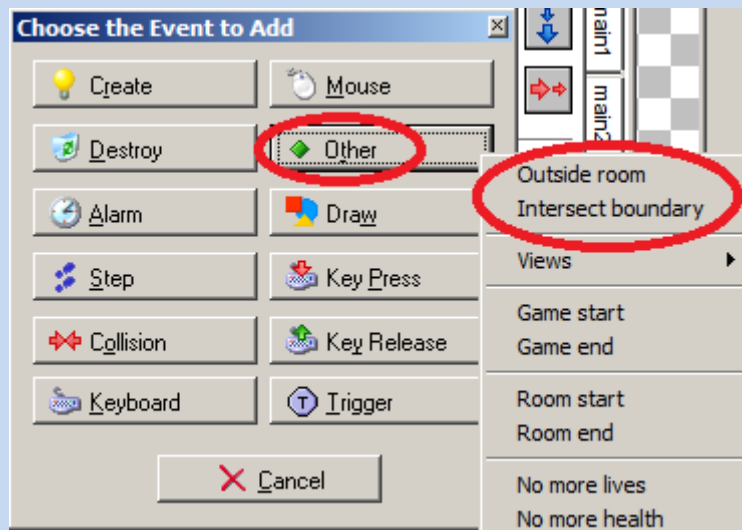 Choose the Event to Add
Create
Mouse
Destroy
Other
Alarm
Draw
Step
Key Press
Collision
Key Release
Keyboard
T Trigger
Cancel
main1
main2
Outside room
Intersect boundary
Views
Game start
Game end
Room start
Room end
No more lives
No more health